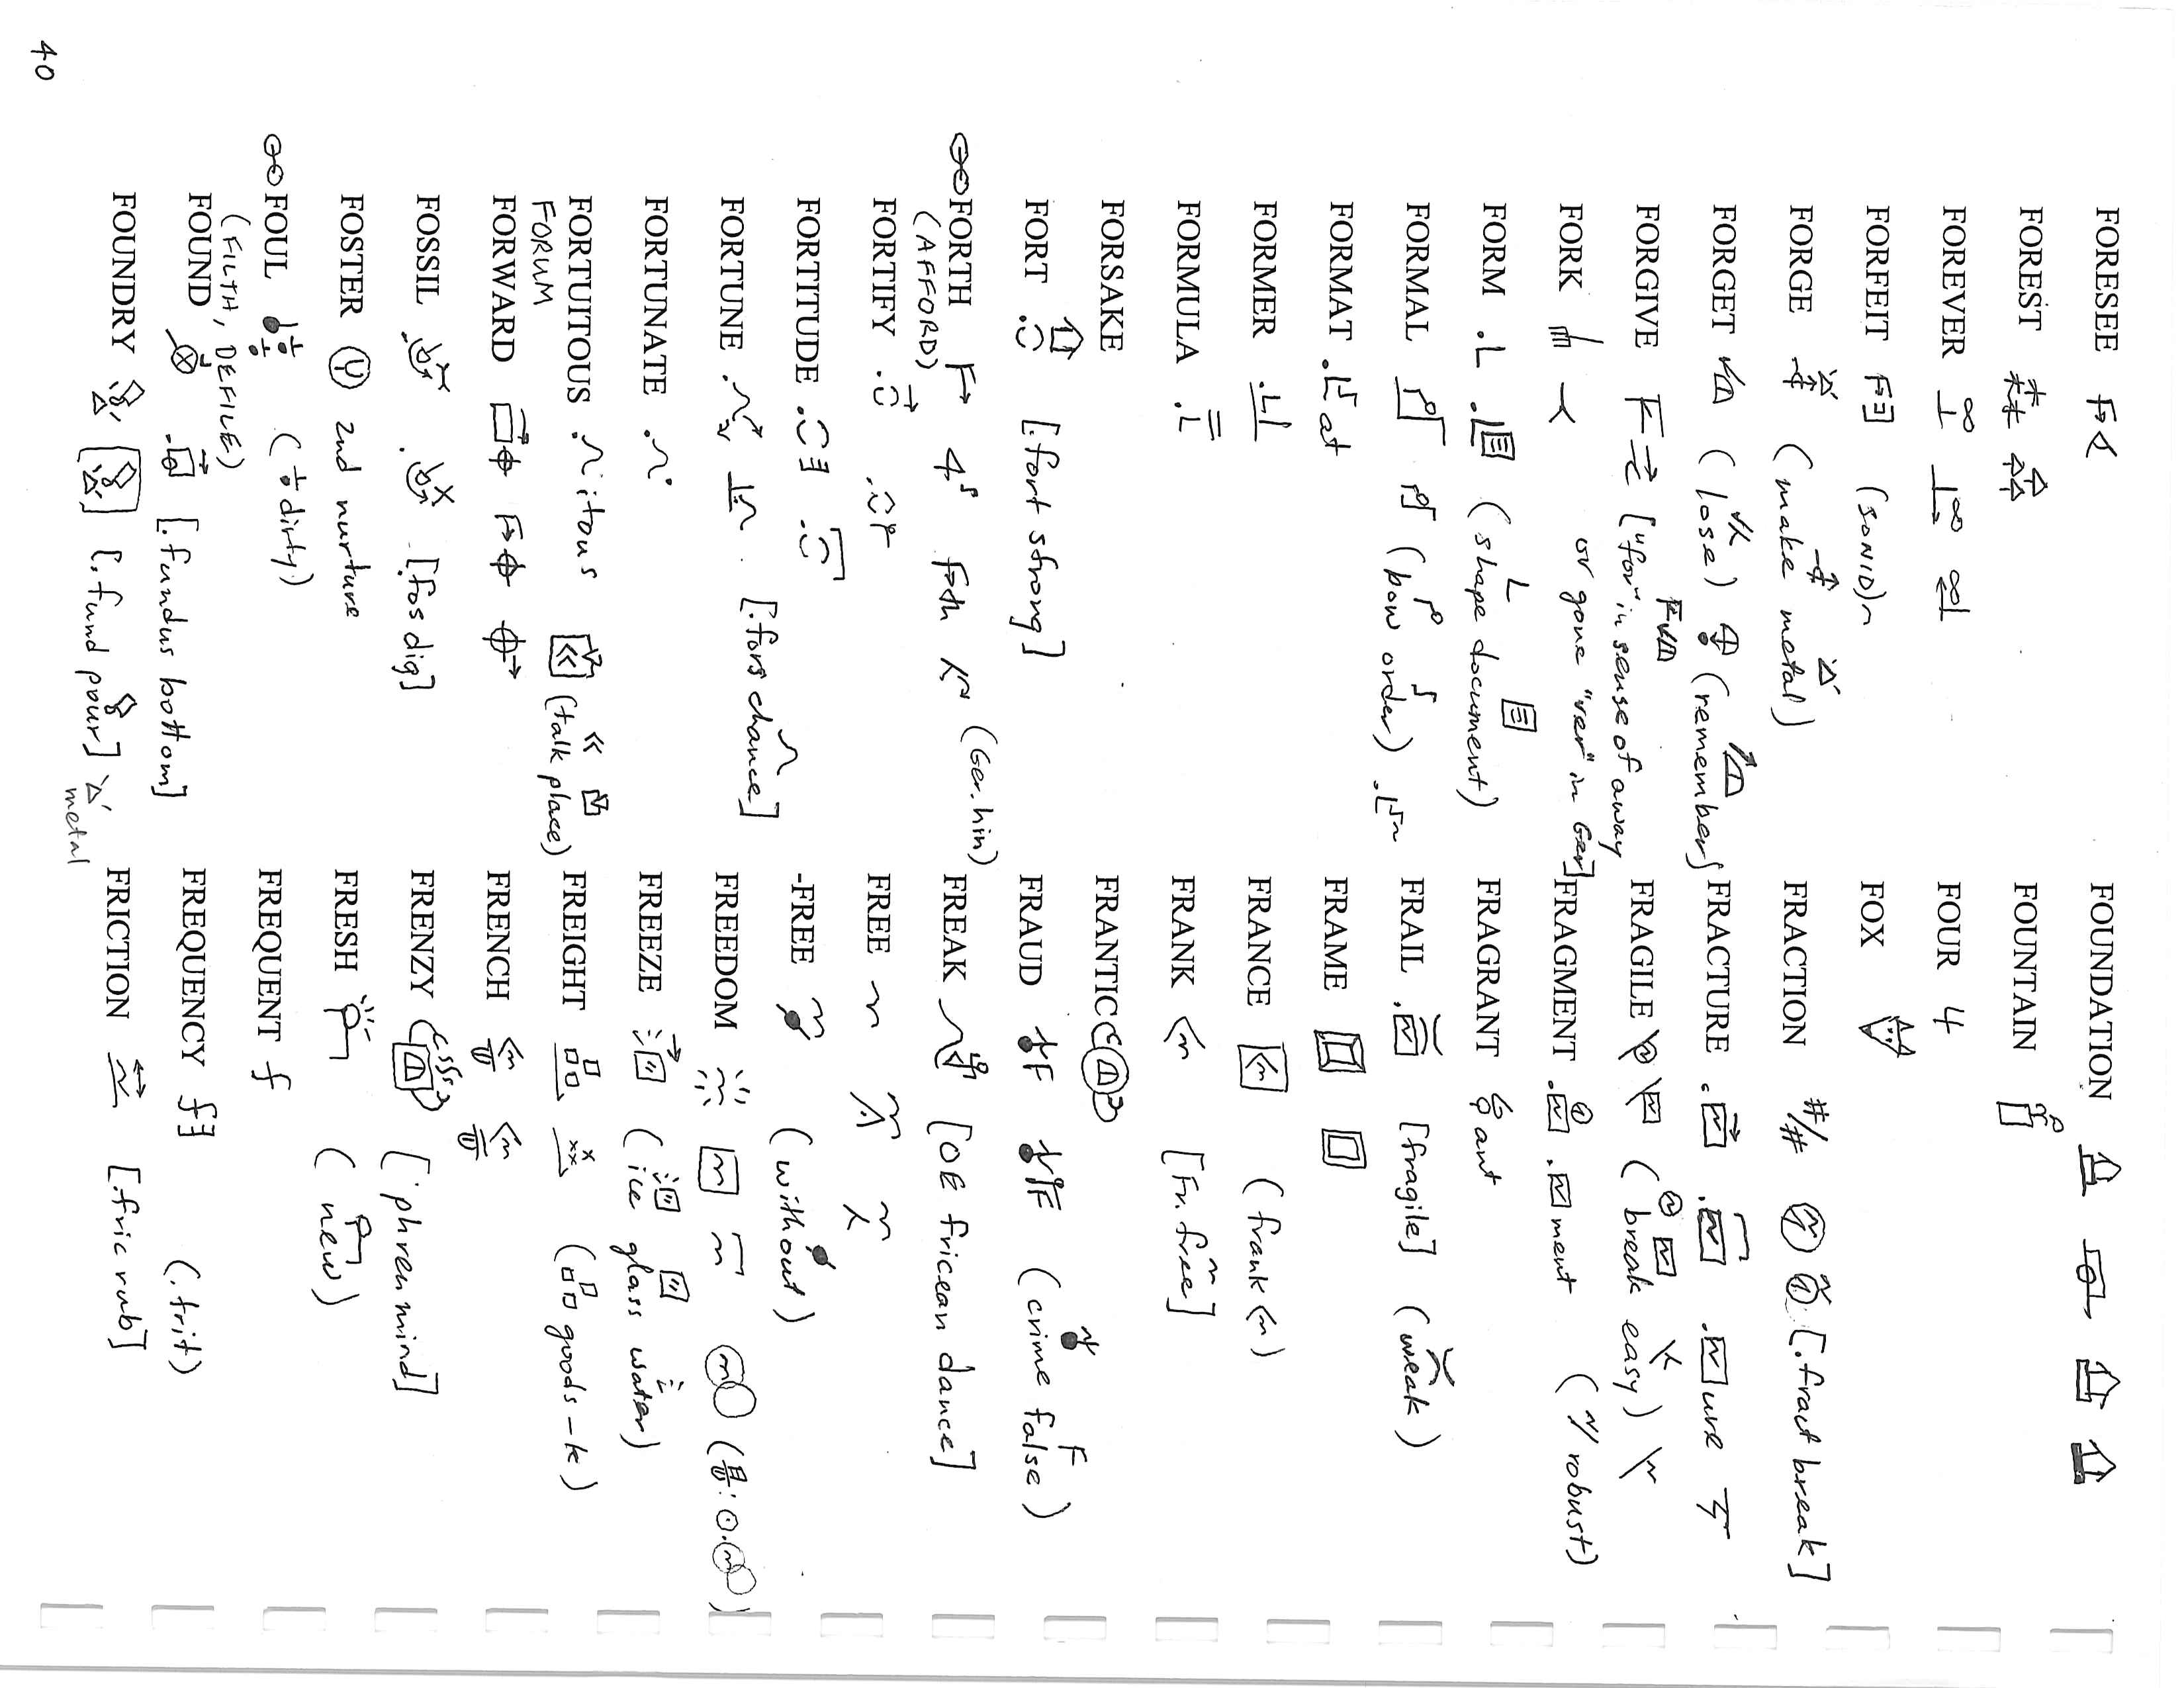 FORESEE
FOREST
FOREVER ∞ ∞ ∞
FORFEIT (SONID)
FORGE (make metal)
FORGET (lose) (remember)
FORGIVE ["for" in sense of away
or gone "ver" in Ger]
FORK
FORM . L . (shape document) L
FORMAL (bow order)
FORMAT . at
FORMER
FORMULA
FORSAKE
FORT [.fort strong]
FORTH 4 (Ger. hin)
(AFFORD)
FORTIFY
FORTITUDE
FORTUNE [.fors chance]
FORTUNATE
FORTUITOUS itous (talk place)
FORUM
FORWARD
FOSSIL [.fos dig]
FOSTER 2nd nurture
FOUL (dirty)
(FILTH, DEFILE)
FOUND [.fundus bottom]
FOUNDRY [.fund pour] metal
FOUNDATION
FOUNTAIN
FOUR 4
FOX
FRACTION #/# [.fract break]
FRACTURE ure
FRAGILE (break easy)
FRAGMENT ment (robust)
FRAGRANT ant
FRAIL [fragile] (weak)
FRAME
FRANCE (frank)
FRANK [Fr. free]
FRANTIC
FRAUD F F (crime false) F
FREAK [OE fricean dance]
FREE
-FREE (without)
FREEDOM
FREEZE (ice glass water)
FREIGHT (goods-k)
FRENCH
FRENZY [.phren mind]
FRESH (new)
FREQUENT f
FREQUENCY f (.frit)
FRICTION [.fric rub]
40